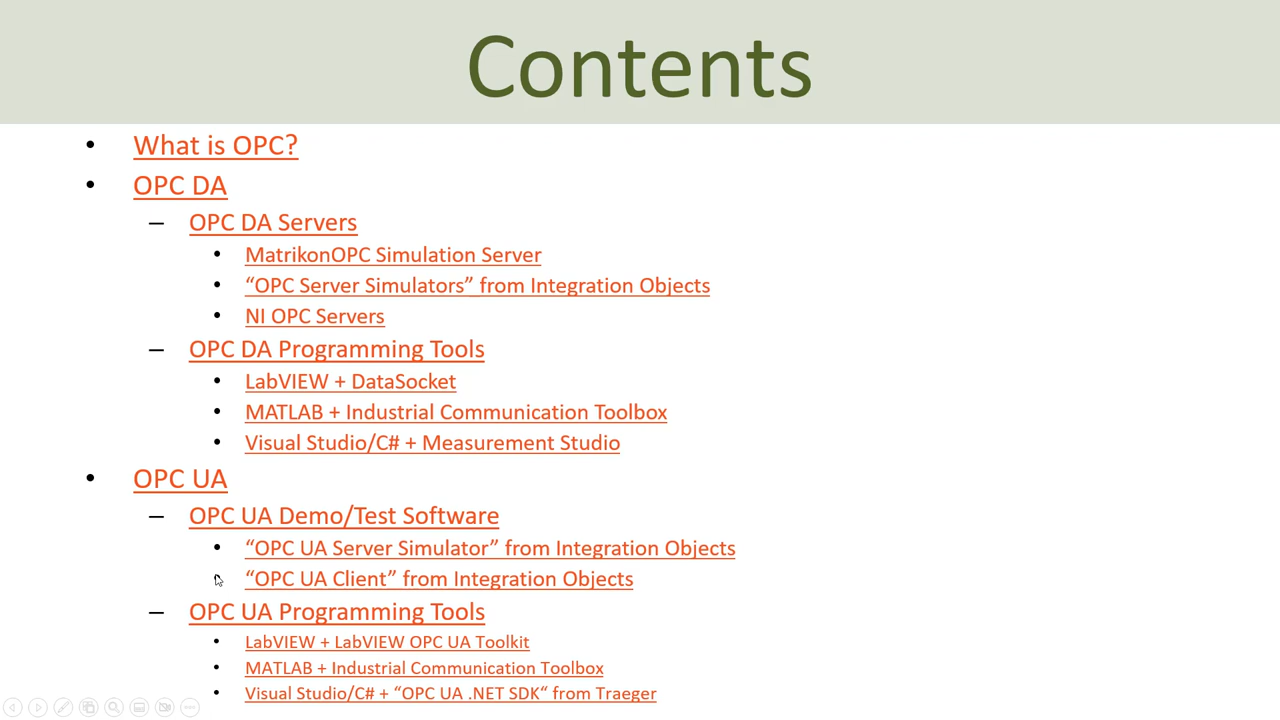 Contents
• What is OPC?
• OPC DA
– OPC DA Servers
• MatrikonOPC Simulation Server
• “OPC Server Simulators” from Integration Objects
• NI OPC Servers
– OPC DA Programming Tools
• LabVIEW + DataSocket
• MATLAB + Industrial Communication Toolbox
• Visual Studio/C# + Measurement Studio
• OPC UA
– OPC UA Demo/Test Software
• “OPC UA Server Simulator” from Integration Objects
• “OPC UA Client” from Integration Objects
– OPC UA Programming Tools
• LabVIEW + LabVIEW OPC UA Toolkit
• MATLAB + Industrial Communication Toolbox
• Visual Studio/C# + “OPC UA .NET SDK“ from Traeger